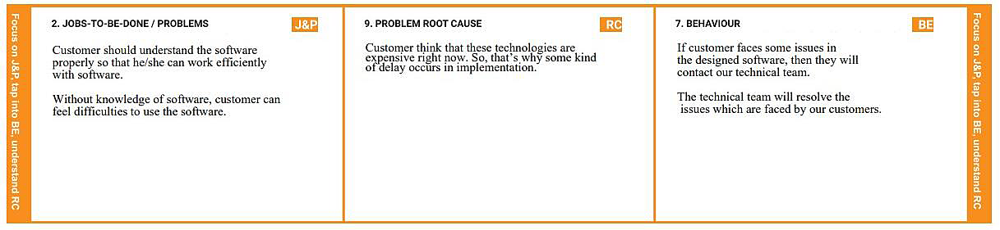 Focus on J&P, tap into BE, understand RC
2. JOBS-TO-BE-DONE / PROBLEMS
J&P
Customer should understand the software
properly so that he/she can work efficiently
with software.
Without knowledge of software, customer can
feel difficulties to use the software.
9. PROBLEM ROOT CAUSE
RC
Customer think that these technologies are
expensive right now. So, that's why some kind
of delay occurs in implementation.
7. BEHAVIOUR
BE
If customer faces some issues in
the designed software, then they will
contact our technical team.
The technical team will resolve the
issues which are faced by our customers.
Focus on J&P, tap into BE, understand RC